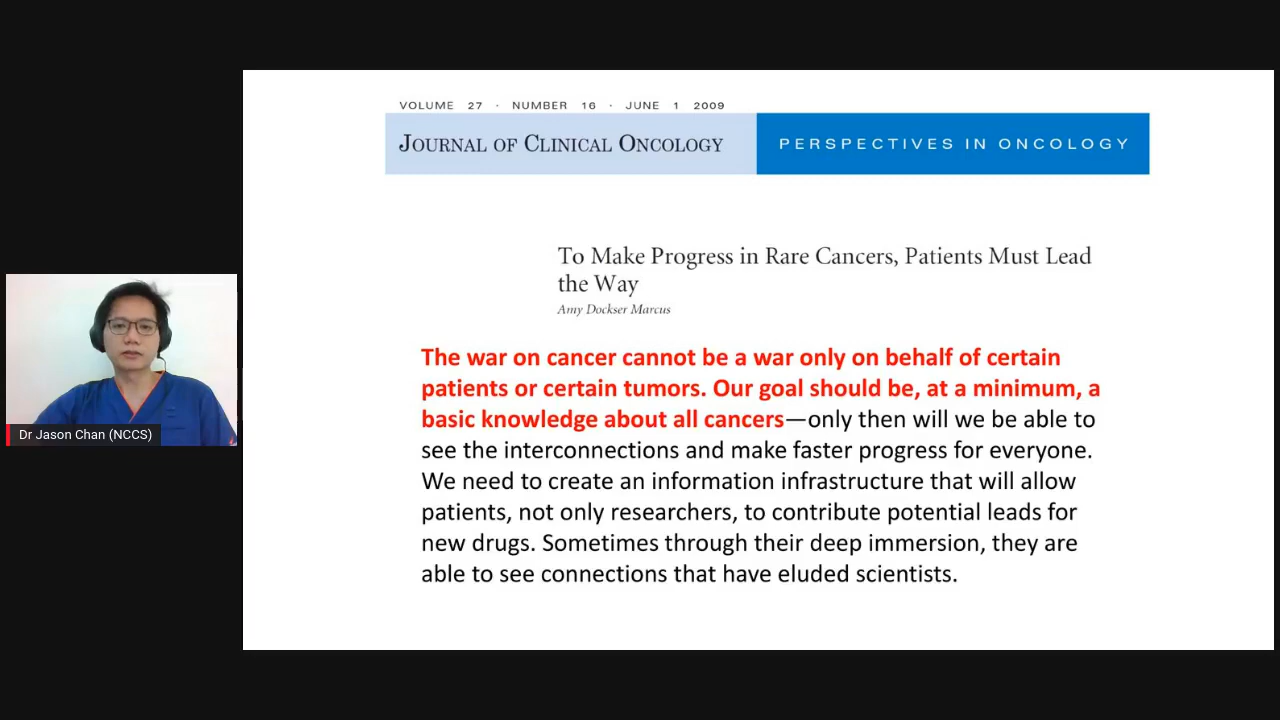 VOLUME 27 · NUMBER 16 · JUNE 1 2009
JOURNAL OF CLINICAL ONCOLOGY
PERSPECTIVES IN ONCOLOGY
To Make Progress in Rare Cancers, Patients Must Lead
the Way
Amy Dockser Marcus
The war on cancer cannot be a war only on behalf of certain
patients or certain tumors. Our goal should be, at a minimum, a
basic knowledge about all cancers—only then will we be able to
see the interconnections and make faster progress for everyone.
We need to create an information infrastructure that will allow
patients, not only researchers, to contribute potential leads for
new drugs. Sometimes through their deep immersion, they are
able to see connections that have eluded scientists.
Dr Jason Chan (NCCS)